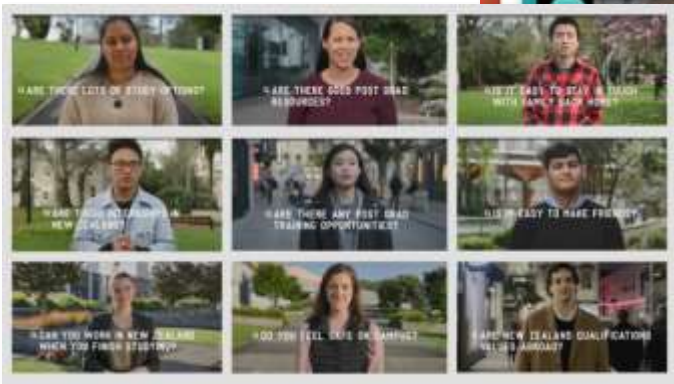 ARE THERE LOTS OF STUDY OPTIONS?
ARE THERE GOOD POST GRAD
RESOURCES?
IS IT EASY TO STAY IN TOUCH
WITH FAMILY BACK HOME?
ARE THERE INTERNSHIPS IN
NEW ZEALAND?
ARE THERE ANY POST GRAD
TRAINING OPPORTUNITIES?
IS IT EASY TO MAKE FRIENDS?
CAN YOU WORK IN NEW ZEALAND
WHEN YOU FINISH STUDYING?
DO YOU FEEL SAFE ON CAMPUS?
ARE NEW ZEALAND QUALIFICATIONS
VALUED ABROAD?